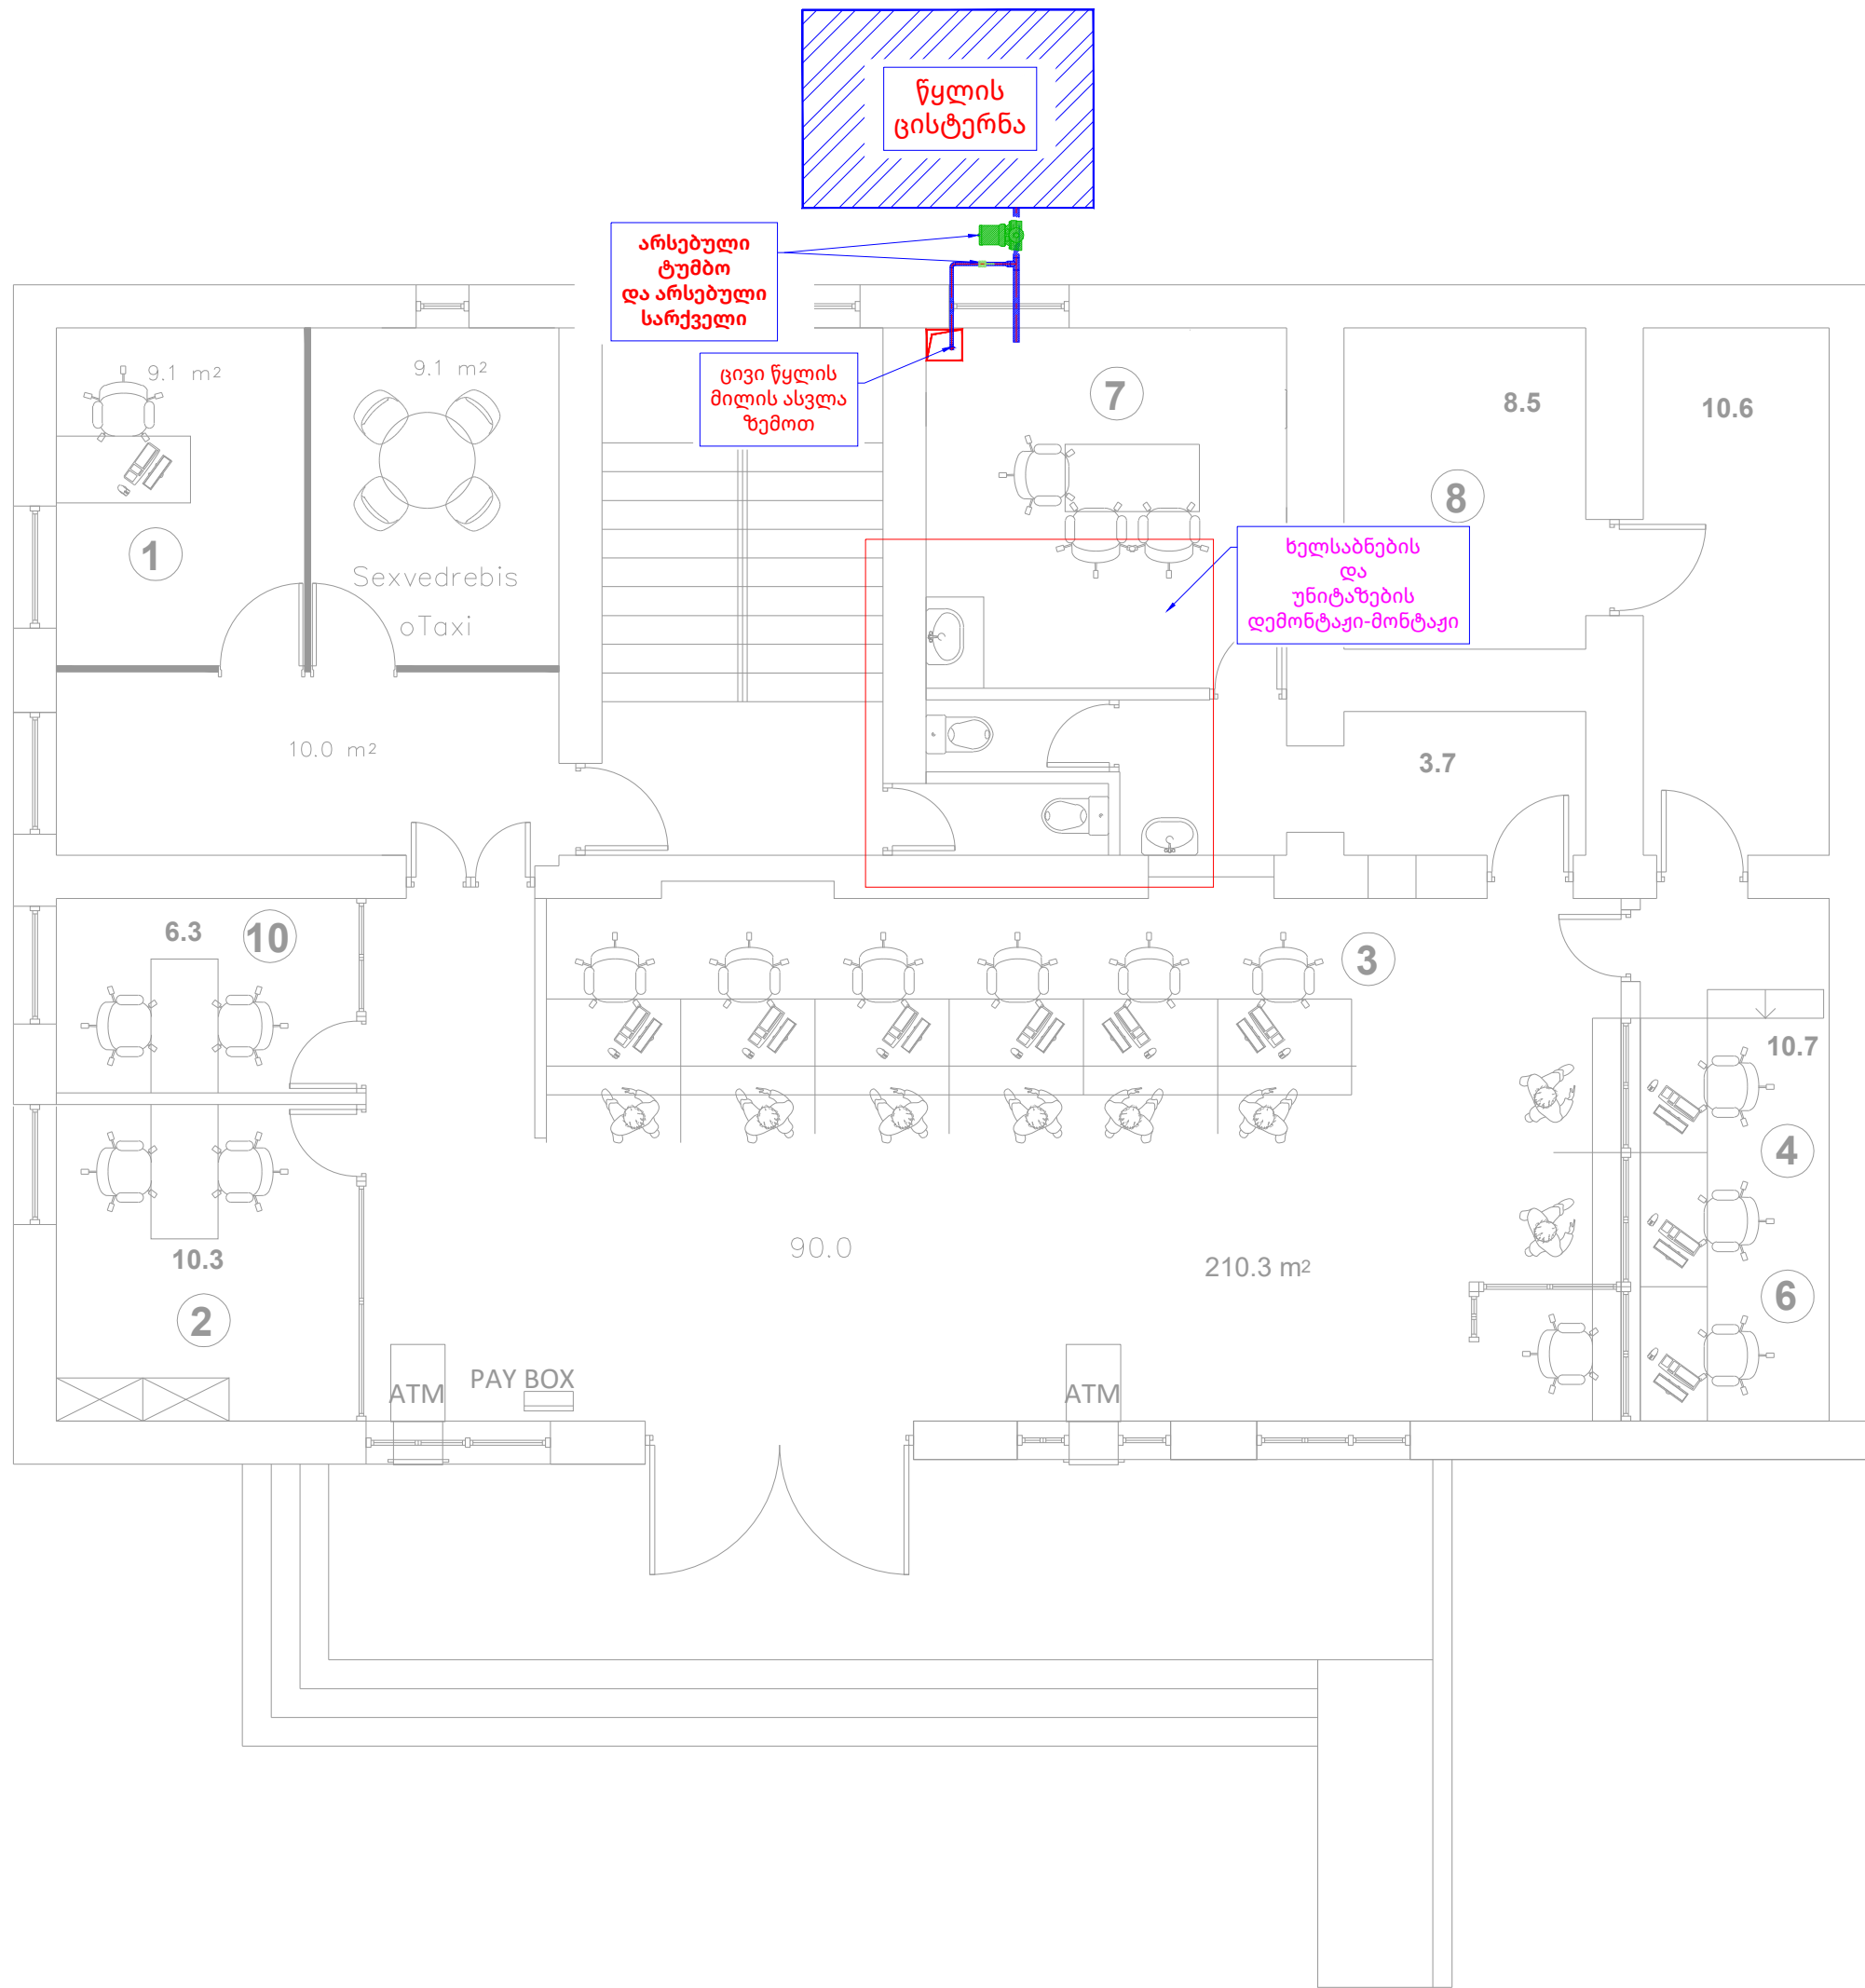 წყლის
ცისტერნა
არსებული
ტუმბო
და არსებული
სარქველი
ცივი წყლის
მილის ასვლა
ზემოთ
9.1 m²
9.1 m²
7
8.5
10.6
8
1
ხელსაბნების
და
უნიტაზების
დემონტაჟი-მონტაჟი
Sexvedrebis
oTaxi
10.0 m²
3.7
6.3
10
3
10.7
4
10.3
90.0
210.3 m²
2
6
ATM
PAY BOX
ATM